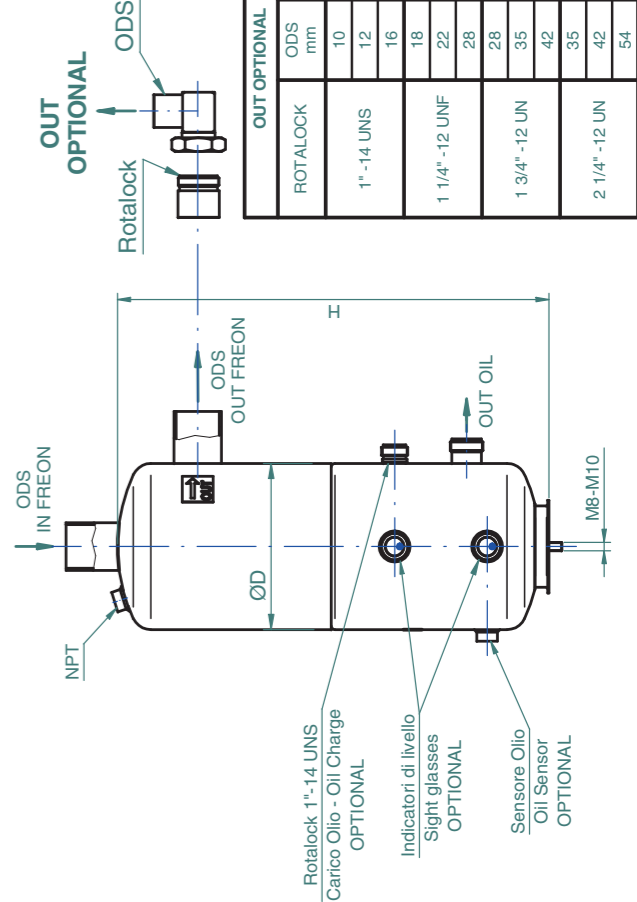 OUT
OPTIONAL
ODS
Rotalock
OUT OPTIONAL
ROTALOCK
ODS
mm
1" -14 UNS
10
12
16
1 1/4" -12 UNF
18
22
28
1 3/4" -12 UN
28
35
42
2 1/4" -12 UN
35
42
54
ODS
IN FREON
NPT
ODS
OUT FREON
OUT
H
ØD
OUT OIL
M8-M10
Rotalock 1"-14 UNS
Carico Olio - Oil Charge
OPTIONAL
Indicatori di livello
Sight glasses
OPTIONAL
Sensore Olio
Oil Sensor
OPTIONAL